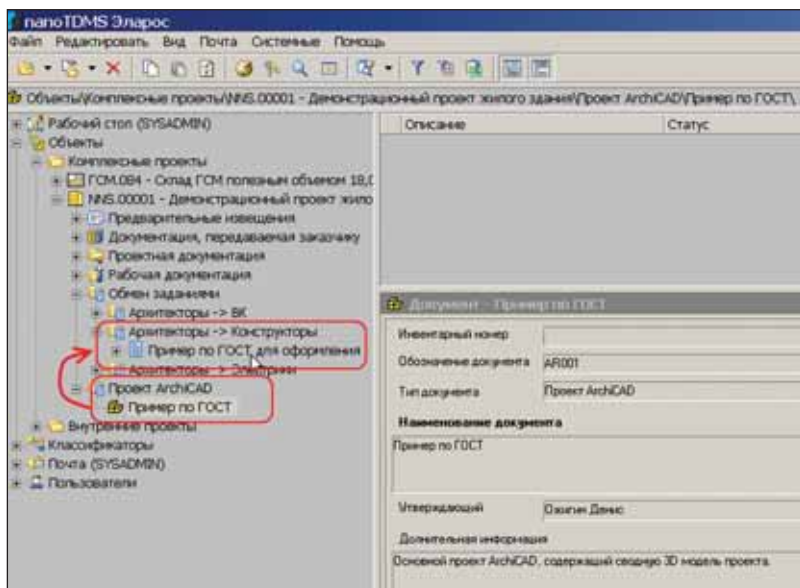 nanoTDMS Эларос
Файл Редактировать Вид Почта Системные Помощь
Объекты\Комплексные проекты\NNS.00001 - Демонстрационный проект жилого здания\Проект ArchiCAD\Пример по ГОСТ\
Рабочий стол (SYSADMIN)
Объекты
Комплексные проекты
ГСМ.084 - Склад ГСМ полезным объемом 18,0
NNS.00001 - Демонстрационный проект жило
Предварительные извещения
Документация, передаваемая заказчику
Проектная документация
Рабочая документация
Обмен заданиями
Архитекторы -> ВК
Архитекторы -> Конструкторы
Пример по ГОСТ для оформления
Архитекторы -> Электрики
Проект ArchiCAD
Пример по ГОСТ
Внутренние проекты
Классификаторы
Почта (SYSADMIN)
Пользователи
Описание Статус
Документ - Пример по ГОСТ
Инвентарный номер
Обозначение документа AR001
Тип документа Проект ArchiCAD
Наименование документа
Пример по ГОСТ
Утверждающий Ожигин Денис
Долнительная информация
Основной проект ArchiCAD, содержащий сводную 3D модель проекта.